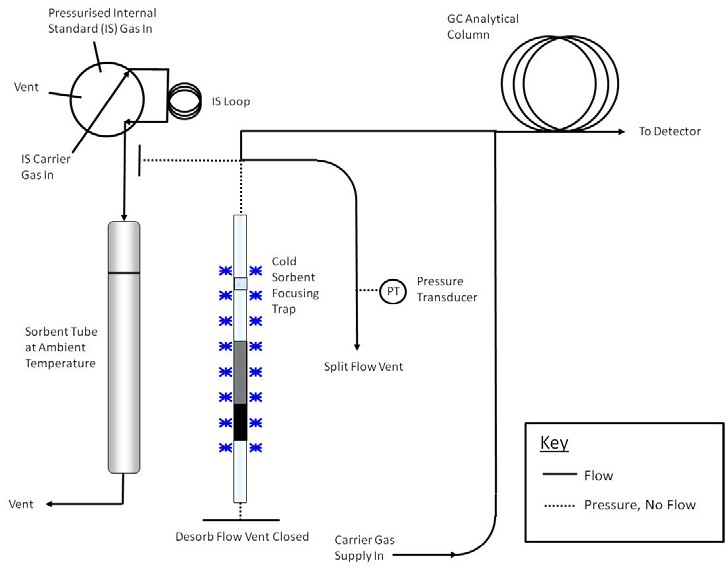 Pressurised Internal
Standard (IS) Gas In
Vent
IS Loop
IS Carrier
Gas In
GC Analytical
Column
To Detector
Cold
Sorbent
Focusing
Trap
PT
Pressure
Transducer
Sorbent Tube
at Ambient
Temperature
Split Flow Vent
Vent
Desorb Flow Vent Closed
Carrier Gas
Supply In
Key
Flow
Pressure, No Flow